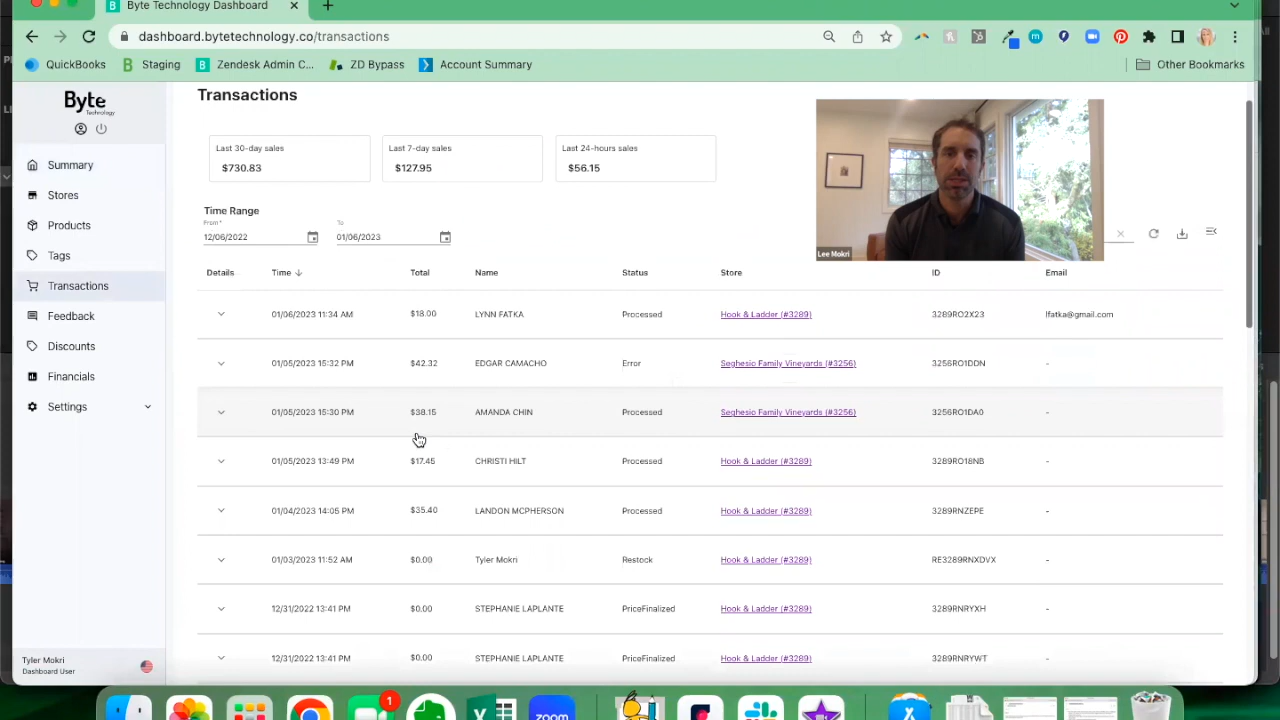 Byte Technology Dashboard
dashboard.bytetechnology.co/transactions
QuickBooks
Staging
Zendesk Admin C...
ZD Bypass
Account Summary
Other Bookmarks
Byte
Technology
Summary
Stores
Products
Tags
Transactions
Feedback
Discounts
Financials
Settings
Tyler Mokri
Dashboard User
Transactions
Last 30-day sales
$730.83
Last 7-day sales
$127.95
Last 24-hours sales
$56.15
Lee Mokri
Time Range
From* To
12/06/2022 01/06/2023
Details Time Total Name Status Store ID Email
01/06/2023 11:34 AM $18.00 LYNN FATKA Processed Hook & Ladder (#3289) 3289RO2X23 lfatka@gmail.com
01/05/2023 15:32 PM $42.32 EDGAR CAMACHO Error Seghesio Family Vineyards (#3256) 3256RO1DDN -
01/05/2023 15:30 PM $38.15 AMANDA CHIN Processed Seghesio Family Vineyards (#3256) 3256RO1DA0 -
01/05/2023 13:49 PM $17.45 CHRISTI HILT Processed Hook & Ladder (#3289) 3289RO18NB -
01/04/2023 14:05 PM $35.40 LANDON MCPHERSON Processed Hook & Ladder (#3289) 3289RNZEPE -
01/03/2023 11:52 AM $0.00 Tyler Mokri Restock Hook & Ladder (#3289) RE3289RNXDVX -
12/31/2022 13:41 PM $0.00 STEPHANIE LAPLANTE PriceFinalized Hook & Ladder (#3289) 3289RNRYXH -
12/31/2022 13:41 PM $0.00 STEPHANIE LAPLANTE PriceFinalized Hook & Ladder (#3289) 3289RNRYWT -
1
zoom